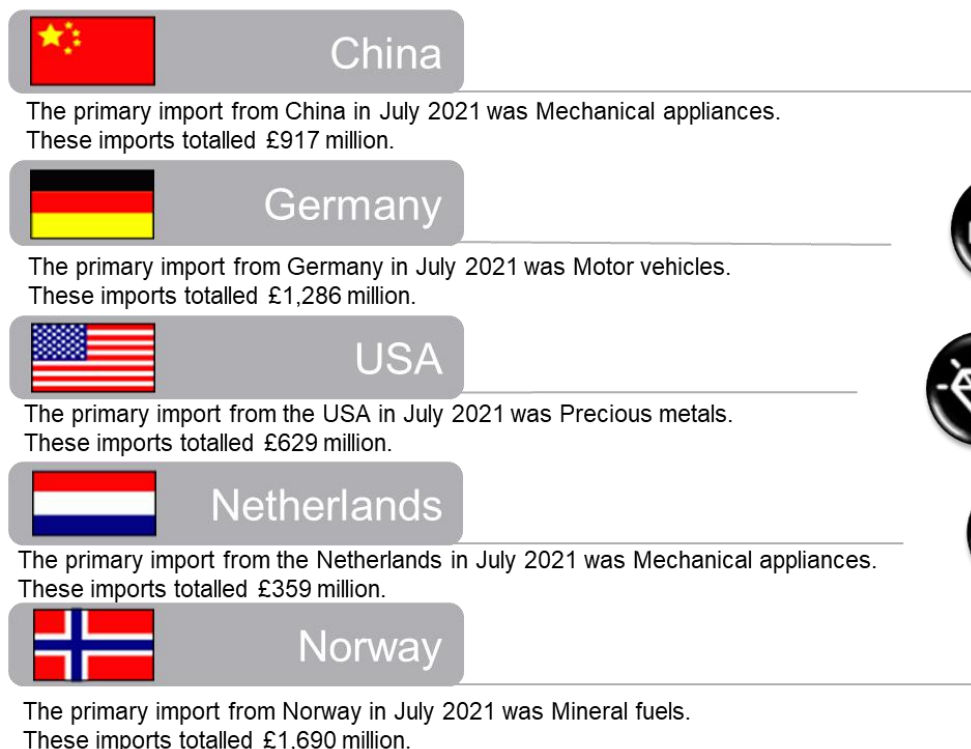 China
The primary import from China in July 2021 was Mechanical appliances.
These imports totalled £917 million.
Germany
The primary import from Germany in July 2021 was Motor vehicles.
These imports totalled £1,286 million.
USA
The primary import from the USA in July 2021 was Precious metals.
These imports totalled £629 million.
Netherlands
The primary import from the Netherlands in July 2021 was Mechanical appliances.
These imports totalled £359 million.
Norway
The primary import from Norway in July 2021 was Mineral fuels.
These imports totalled £1,690 million.